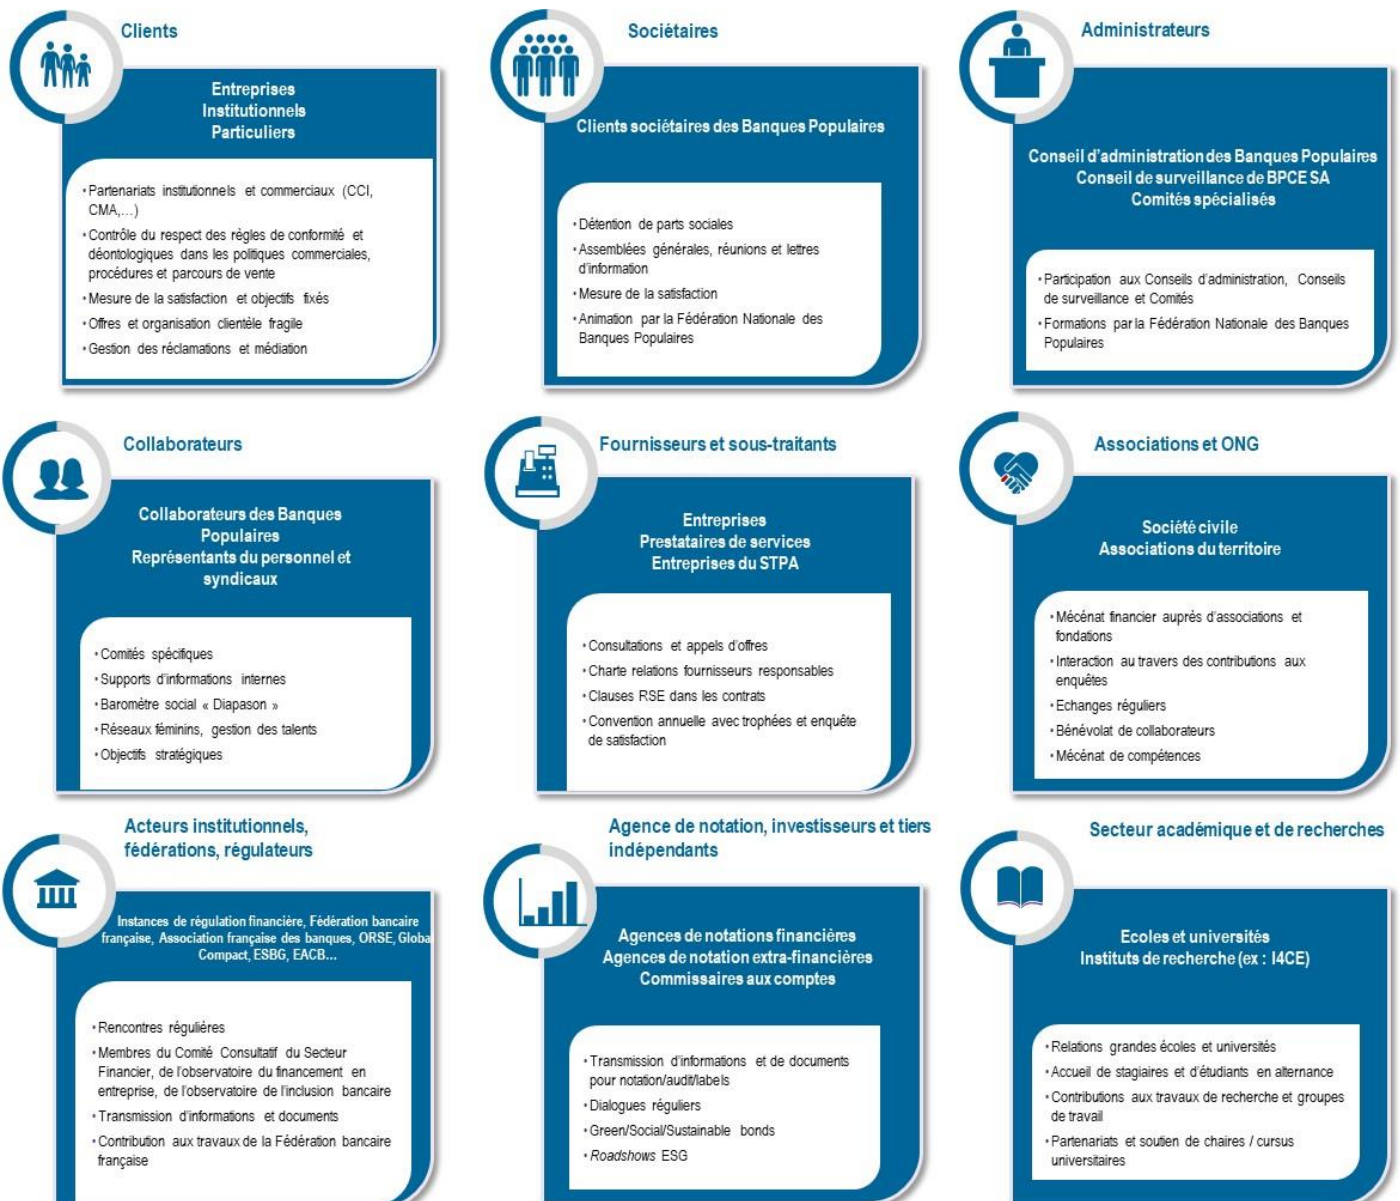 Clients
Entreprises
Institutionnels
Particuliers
• Partenariats institutionnels et commerciaux (CCI,
CMA,…)
• Contrôle du respect des règles de conformité et
déontologiques dans les politiques commerciales,
procédures et parcours de vente
• Mesure de la satisfaction et objectifs fixés
• Offres et organisation clientèle fragile
• Gestion des réclamations et médiation
Sociétaires
Clients sociétaires des Banques Populaires
• Détention de parts sociales
• Assemblées générales, réunions et lettres
d'information
• Mesure de la satisfaction
• Animation par la Fédération Nationale des
Banques Populaires
Administrateurs
Conseil d'administration des Banques Populaires
Conseil de surveillance de BPCE SA
Comités spécialisés
• Participation aux Conseils d'administration, Conseils
de surveillance et Comités
• Formations par la Fédération Nationale des Banques
Populaires
Collaborateurs
Collaborateurs des Banques
Populaires
Représentants du personnel et
syndicaux
• Comités spécifiques
• Supports d'informations internes
• Baromètre social « Diapason »
• Réseaux féminins, gestion des talents
• Objectifs stratégiques
Fournisseurs et sous-traitants
Entreprises
Prestataires de services
Entreprises du STPA
• Consultations et appels d'offres
• Charte relations fournisseurs responsables
• Clauses RSE dans les contrats
• Convention annuelle avec trophées et enquête
de satisfaction
Associations et ONG
Société civile
Associations du territoire
• Mécénat financier auprès d'associations et
fondations
• Interaction au travers des contributions aux
enquêtes
• Echanges réguliers
• Bénévolat de collaborateurs
• Mécénat de compétences
Acteurs institutionnels,
fédérations, régulateurs
Instances de régulation financière, Fédération bancaire
française, Association française des banques, ORSE, Global
Compact, ESBG, EACB…
• Rencontres régulières
• Membres du Comité Consultatif du Secteur
Financier, de l'observatoire du financement en
entreprise, de l'observatoire de l'inclusion bancaire
• Transmission d'informations et documents
• Contribution aux travaux de la Fédération bancaire
française
Agence de notation, investisseurs et tiers
indépendants
Agences de notations financières
Agences de notation extra-financières
Commissaires aux comptes
• Transmission d'informations et de documents
pour notation/audit/labels
• Dialogues réguliers
• Green/Social/Sustainable bonds
• Roadshows ESG
Secteur académique et de recherches
Ecoles et universités
Instituts de recherche (ex : I4CE)
• Relations grandes écoles et universités
• Accueil de stagiaires et d'étudiants en alternance
• Contributions aux travaux de recherche et groupes
de travail
• Partenariats et soutien de chaires / cursus
universitaires